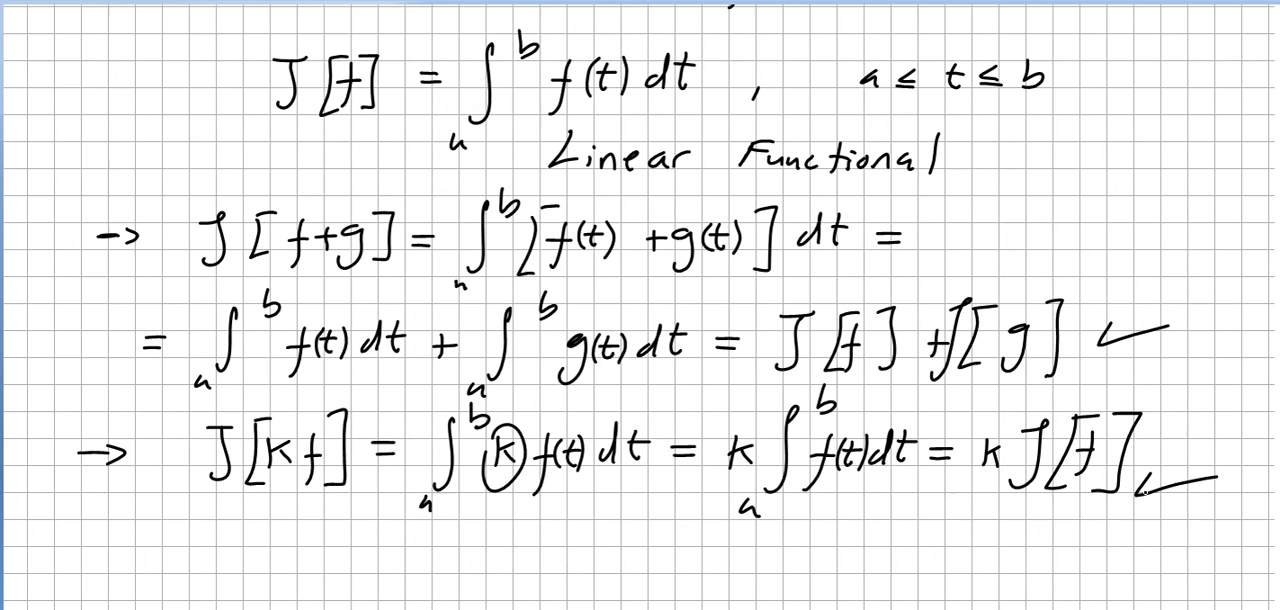 J[f] = ∫_a^b f(t) dt , a ≤ t ≤ b
Linear Functional
→ J[f+g] = ∫_a^b [f(t) + g(t)] dt =
= ∫_a^b f(t) dt + ∫_a^b g(t) dt = J[f] + J[g] ✓
→ J[kf] = ∫_a^b k f(t) dt = k ∫_a^b f(t) dt = k J[f] ✓